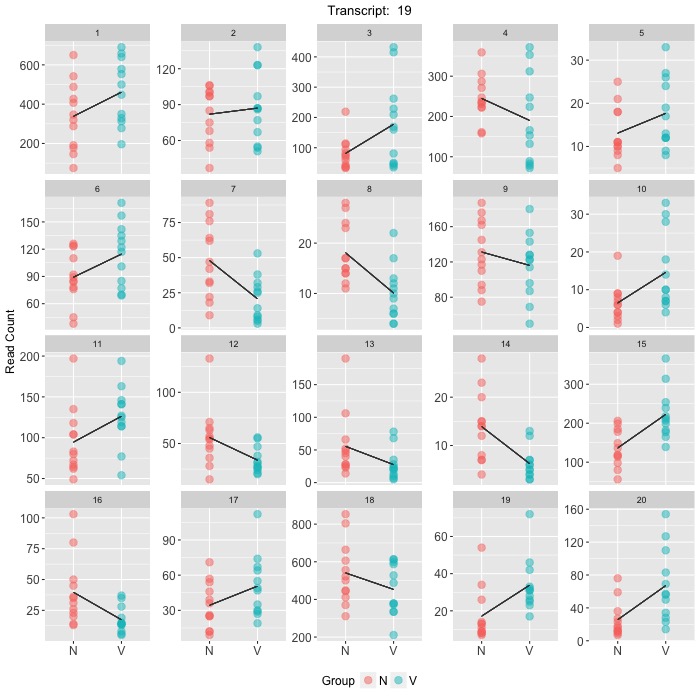 Transcript: 19
1 2 3 4 5
600 400 200
120 90 60
400 300 200 100
300 200 100
30 20 10
6 7 8 9 10
150 120 90 60
75 50 25 0
20 10
160 120 80
30 20 10 0
Read Count
11 12 13 14 15
200 150 100 50
100 50
150 100 50 0
20 10
300 200 100
16 17 18 19 20
100 75 50 25
90 60 30
800 600 400 200
60 40 20
160 120 80 40 0
N V N V N V N V N V
Group N V